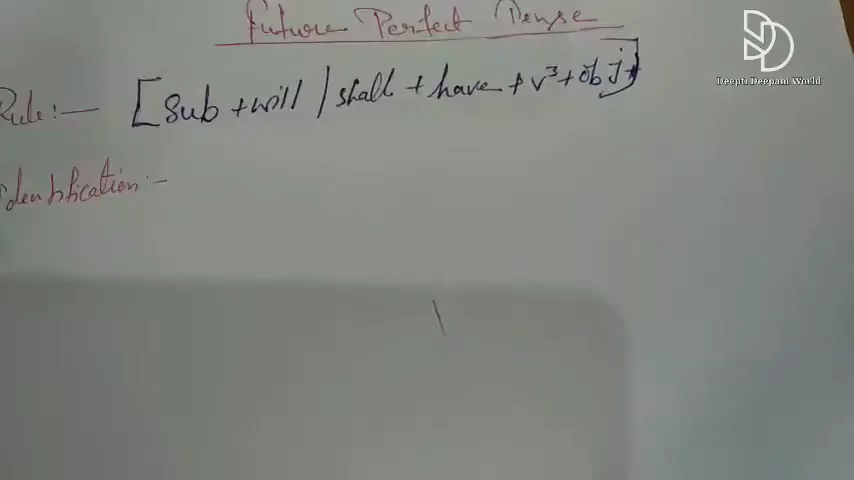 Future Perfect Tense
Deepti Deepam World
Rule:—
[Sub + will / shall + have + v³ + obj.]
Identification:—